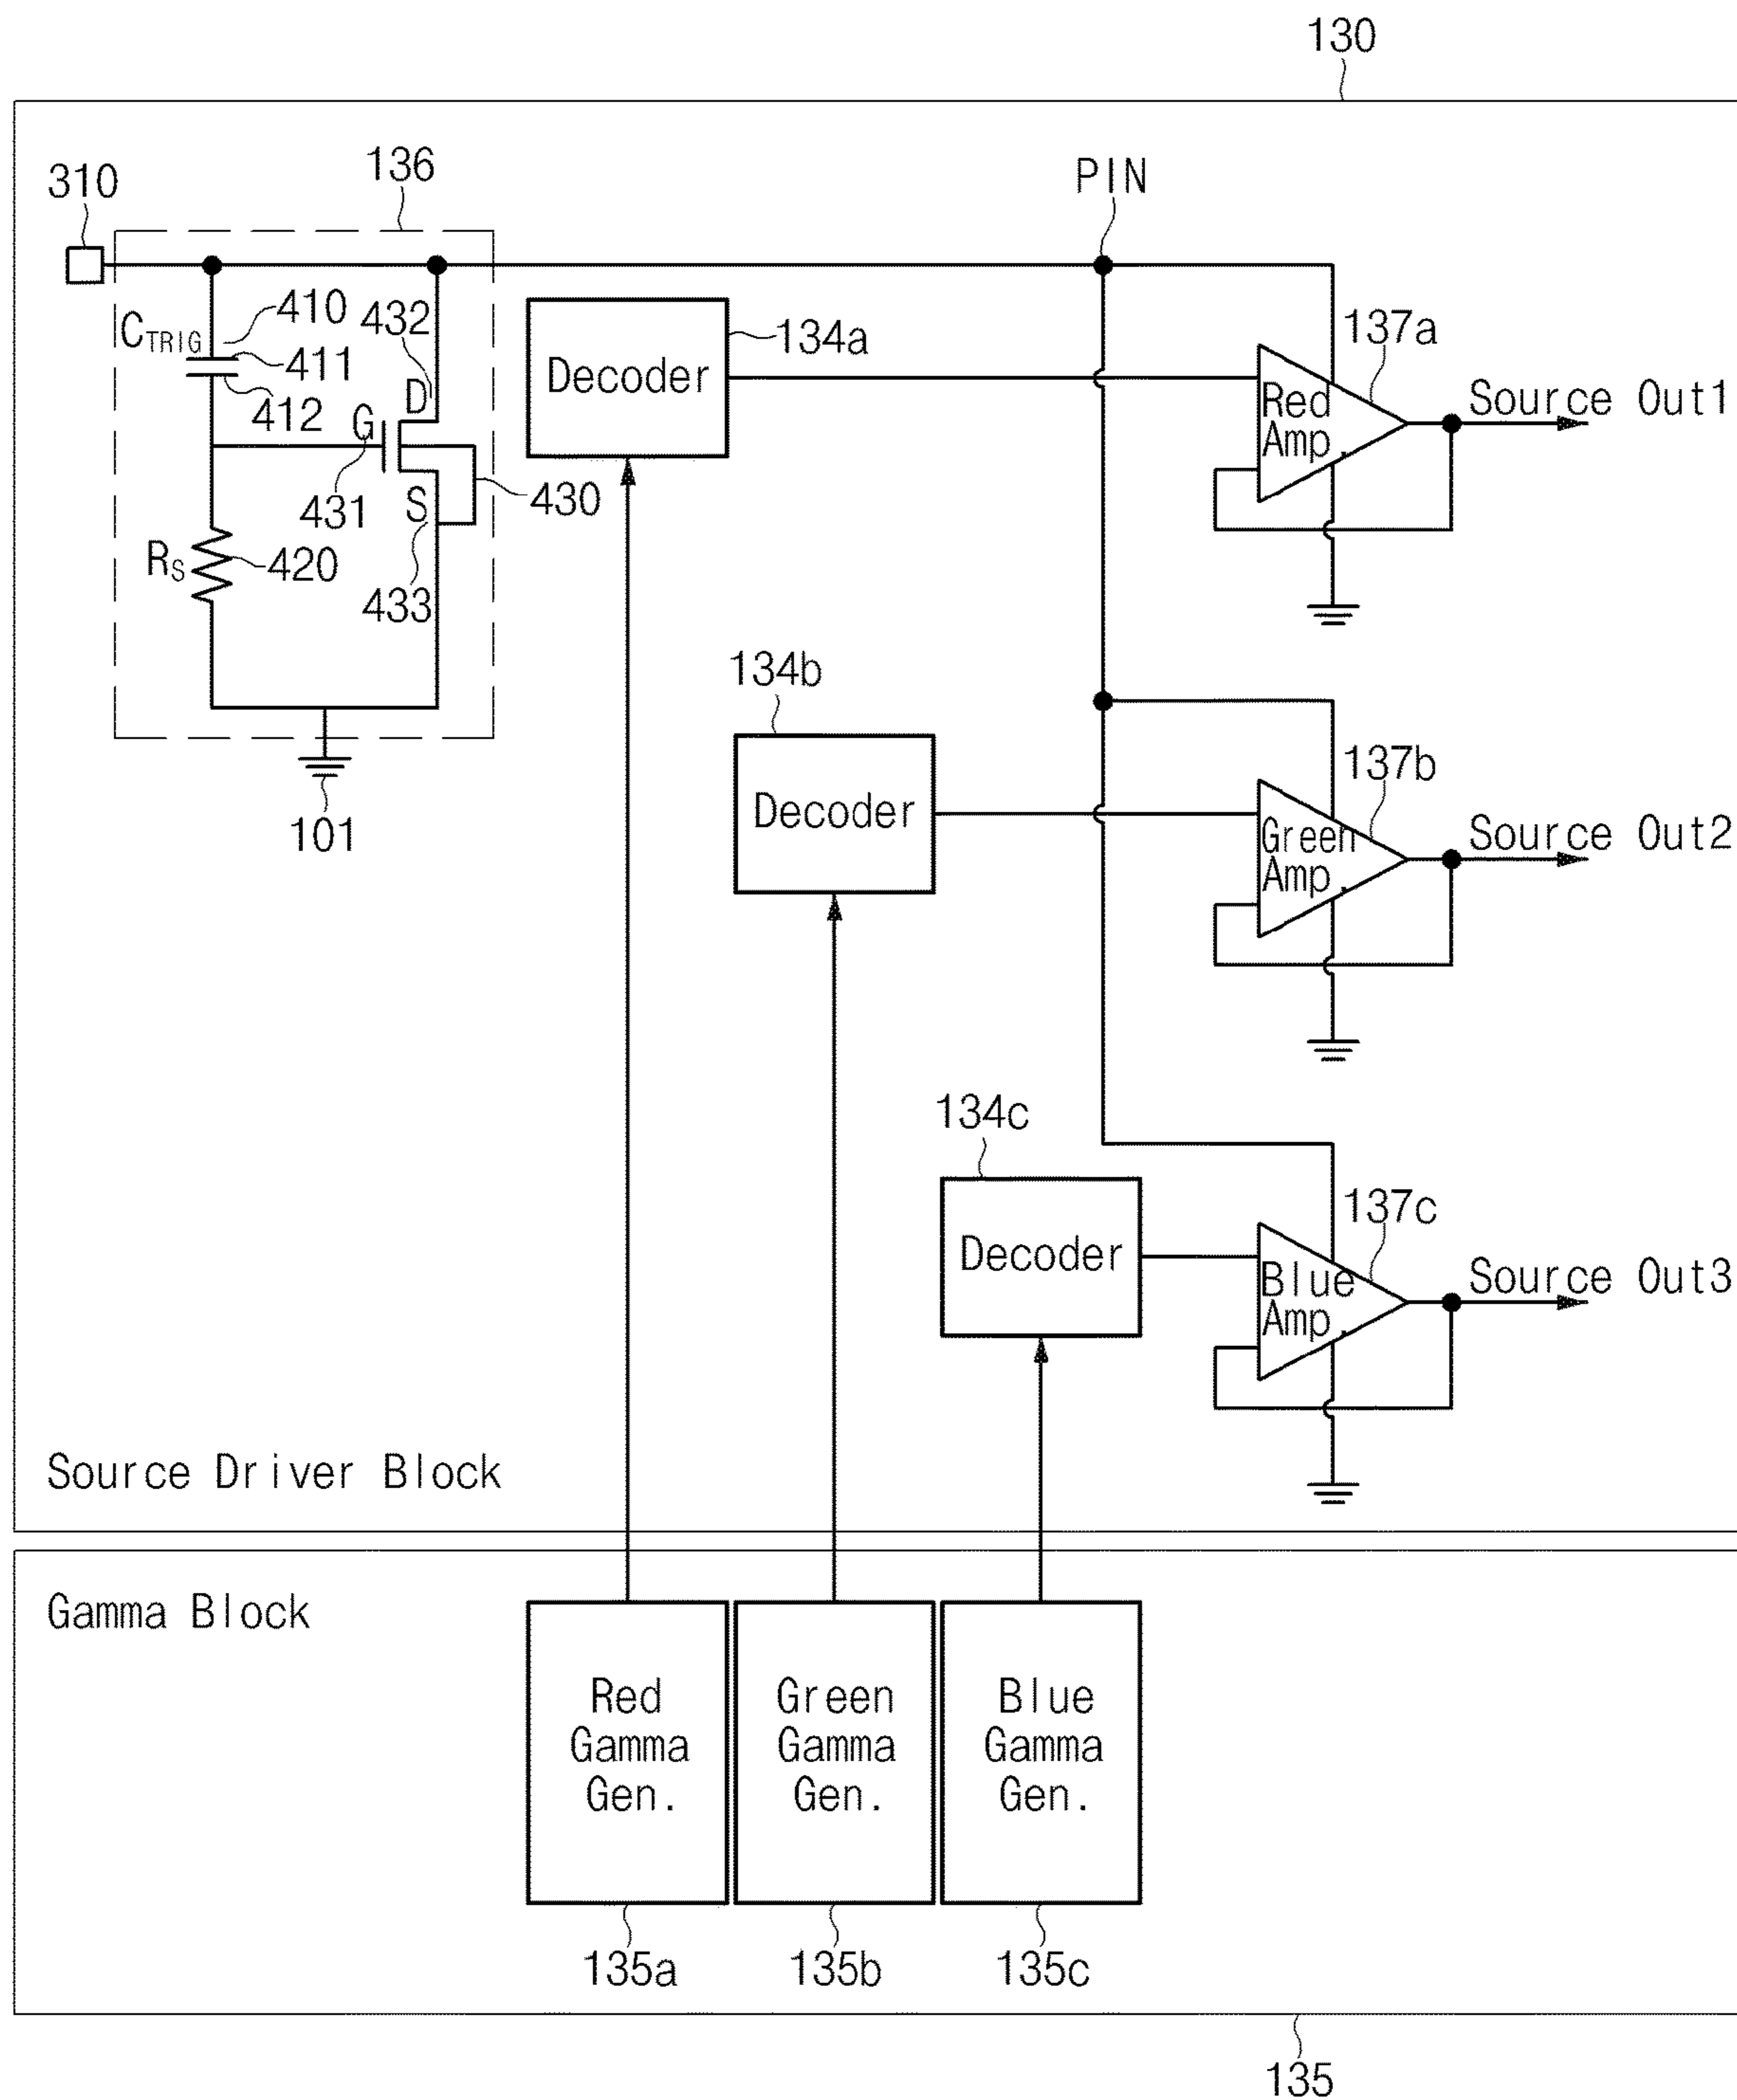 130
310
136
PIN
C_TRIG
410
432
411
412
G
D
431
S
430
R_S
420
433
101
Decoder
134a
137a
Red
Amp.
Source Out1
134b
Decoder
137b
Green
Amp.
Source Out2
134c
Decoder
137c
Blue
Amp.
Source Out3
Source Driver Block
Gamma Block
Red
Gamma
Gen.
Green
Gamma
Gen.
Blue
Gamma
Gen.
135a
135b
135c
135